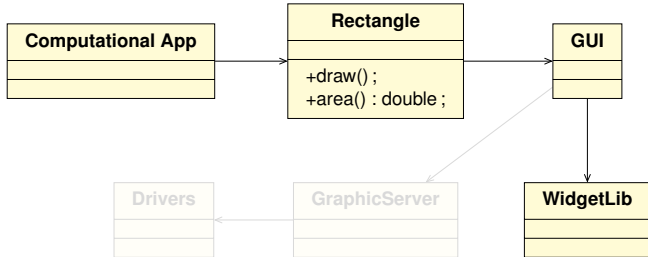 Computational App
Rectangle
+draw() ;
+area() : double ;
GUI
Drivers
GraphicServer
WidgetLib